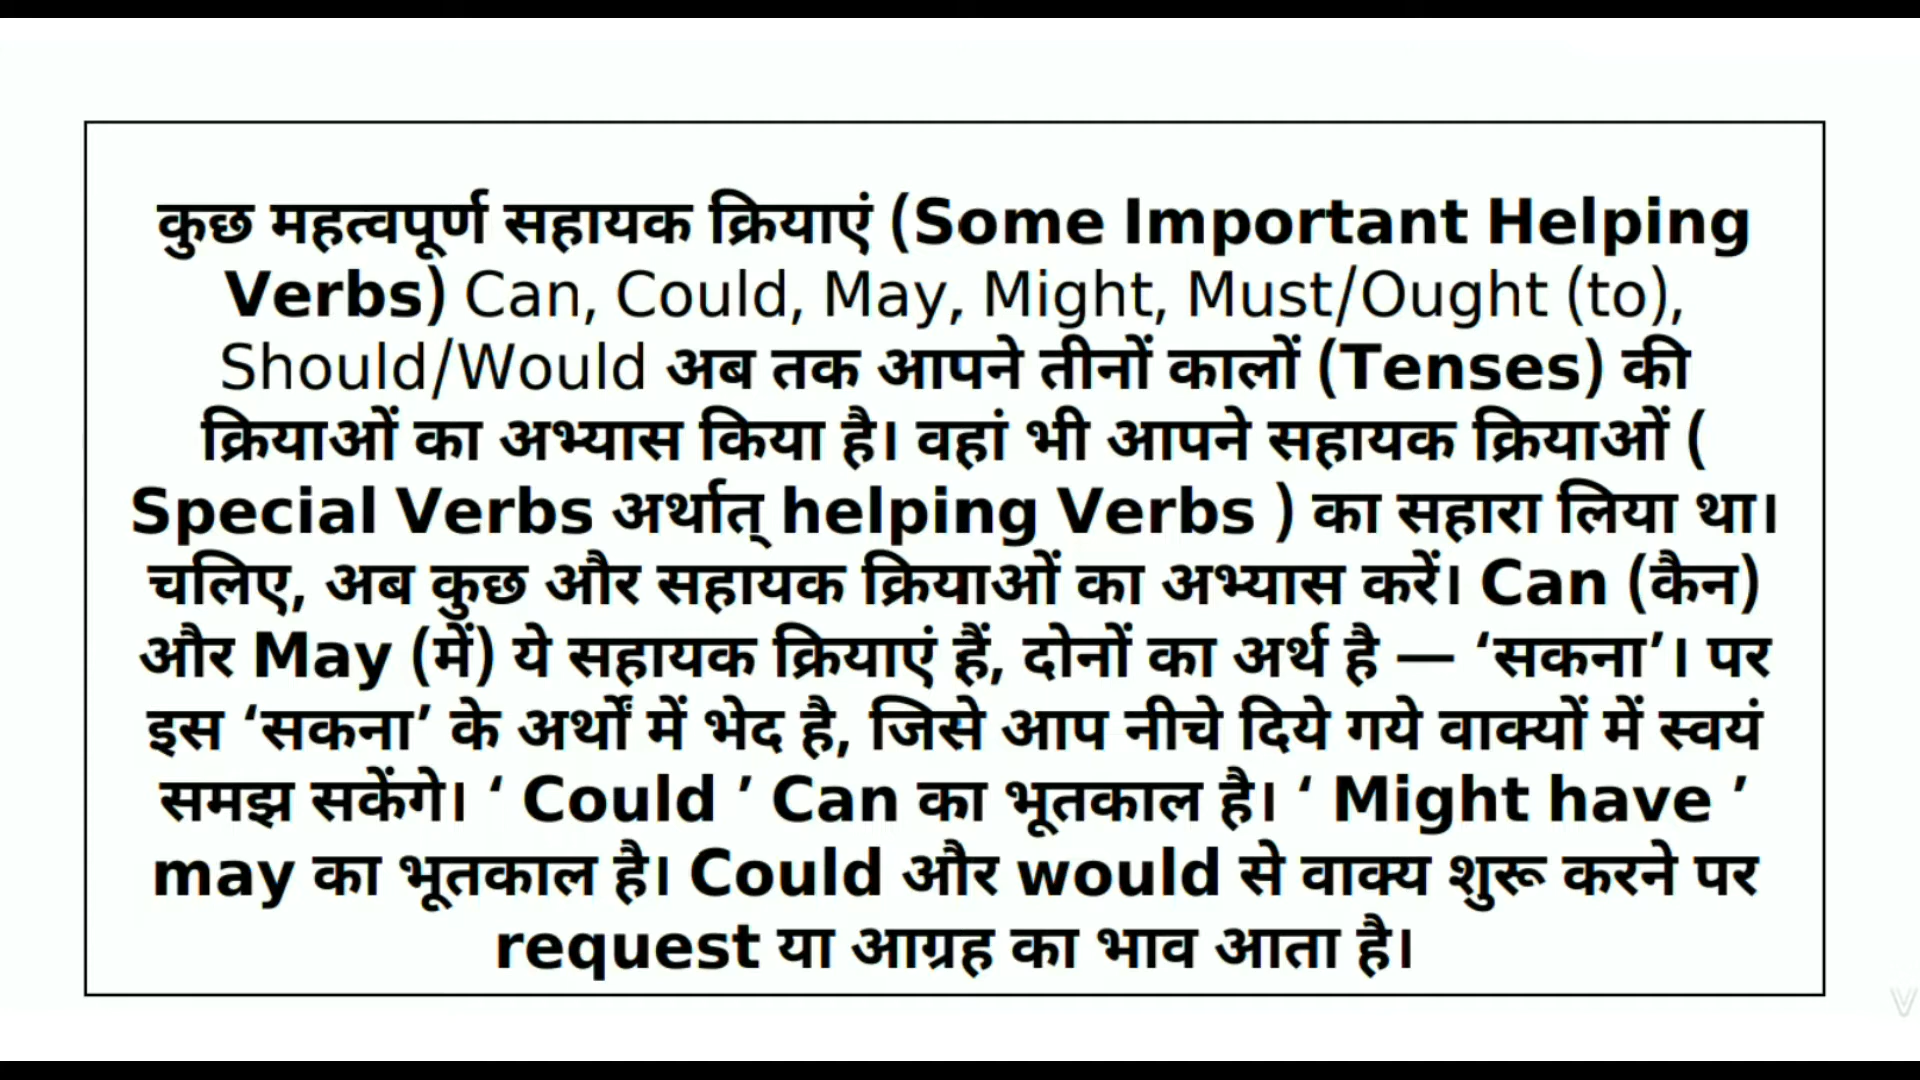 कुछ महत्वपूर्ण सहायक क्रियाएं (Some Important Helping
Verbs) Can, Could, May, Might, Must/Ought (to),
Should/Would अब तक आपने तीनों कालों (Tenses) की
क्रियाओं का अभ्यास किया है। वहां भी आपने सहायक क्रियाओं (
Special Verbs अर्थात् helping Verbs ) का सहारा लिया था।
चलिए, अब कुछ और सहायक क्रियाओं का अभ्यास करें। Can (कैन)
और May (में) ये सहायक क्रियाएं हैं, दोनों का अर्थ है — ‘सकना’। पर
इस ‘सकना’ के अर्थों में भेद है, जिसे आप नीचे दिये गये वाक्यों में स्वयं
समझ सकेंगे। ‘ Could ’ Can का भूतकाल है। ‘ Might have ’
may का भूतकाल है। Could और would से वाक्य शुरू करने पर
request या आग्रह का भाव आता है।
V